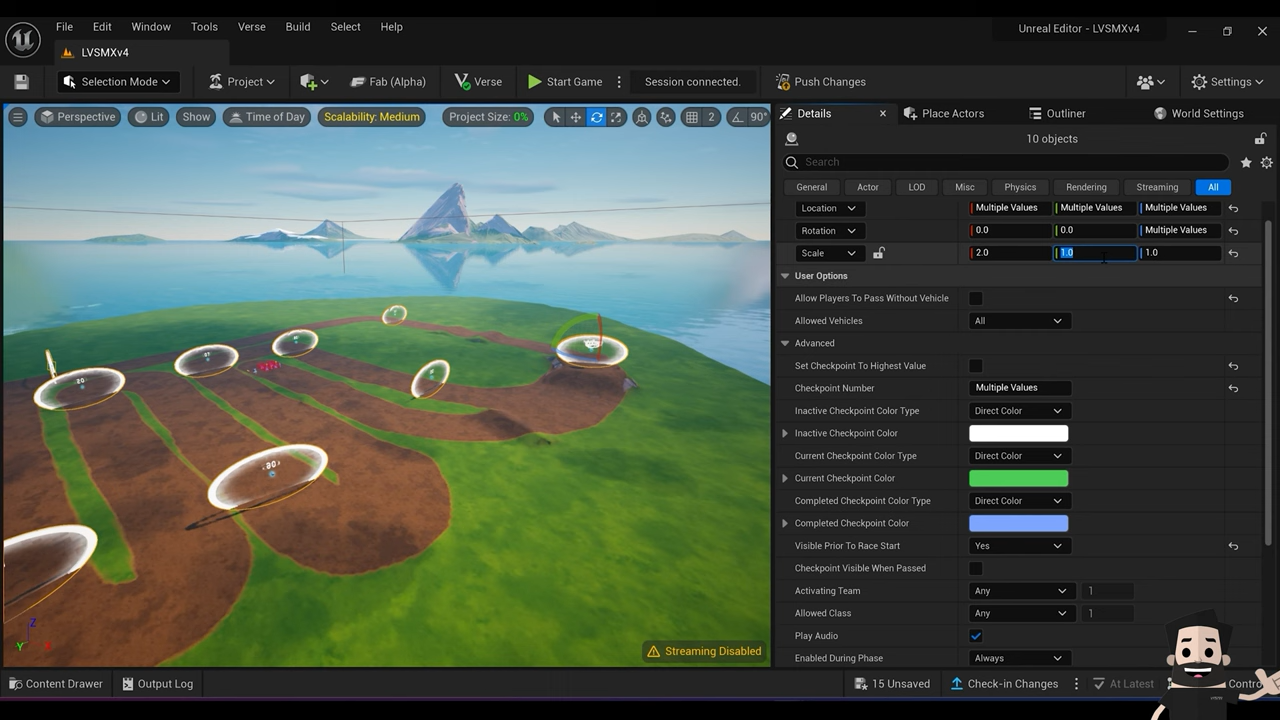 File Edit Window Tools Verse Build Select Help
Unreal Editor - LVSMXv4
LVSMXv4
Selection Mode Project Fab (Alpha) Verse Start Game Session connected. Push Changes Settings
Perspective Lit Show Time of Day Scalability: Medium Project Size: 0% 2 90°
Details Place Actors Outliner World Settings
10 objects
Search
General Actor LOD Misc Physics Rendering Streaming All
Location Multiple Values Multiple Values Multiple Values
Rotation 0.0 0.0 Multiple Values
Scale 2.0 1.0 1.0
User Options
Allow Players To Pass Without Vehicle
Allowed Vehicles All
Advanced
Set Checkpoint To Highest Value
Checkpoint Number Multiple Values
Inactive Checkpoint Color Type Direct Color
Inactive Checkpoint Color
Current Checkpoint Color Type Direct Color
Current Checkpoint Color
Completed Checkpoint Color Type Direct Color
Completed Checkpoint Color
Visible Prior To Race Start Yes
Checkpoint Visible When Passed
Activating Team Any 1
Allowed Class Any 1
Play Audio
Enabled During Phase Always
30
Z
Y X
Streaming Disabled
Content Drawer Output Log 15 Unsaved Check-in Changes At Latest